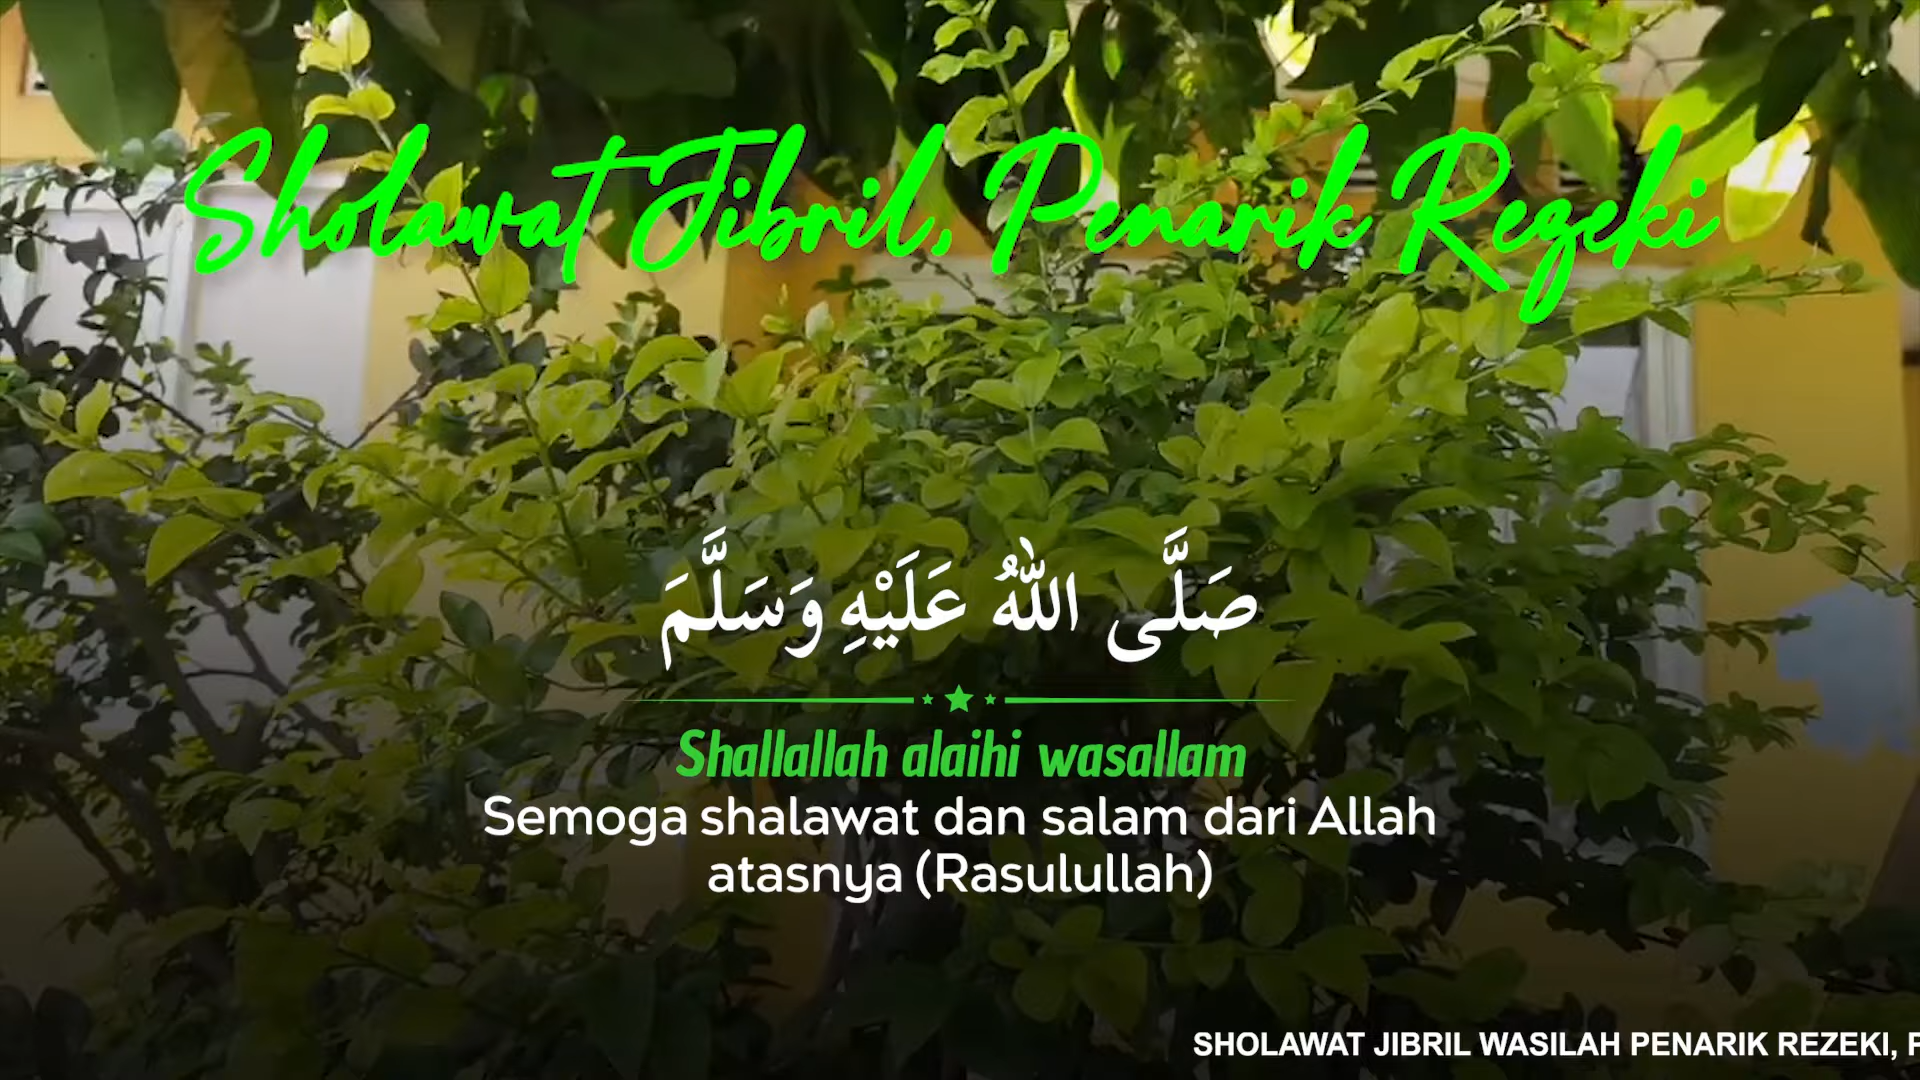 Sholawat Jibril, Penarik Rezeki
صَلَّى اللّٰهُ عَلَيْهِ وَسَلَّمَ
Shallallah alaihi wasallam
Semoga shalawat dan salam dari Allah
atasnya (Rasulullah)
SHOLAWAT JIBRIL WASILAH PENARIK REZEKI,